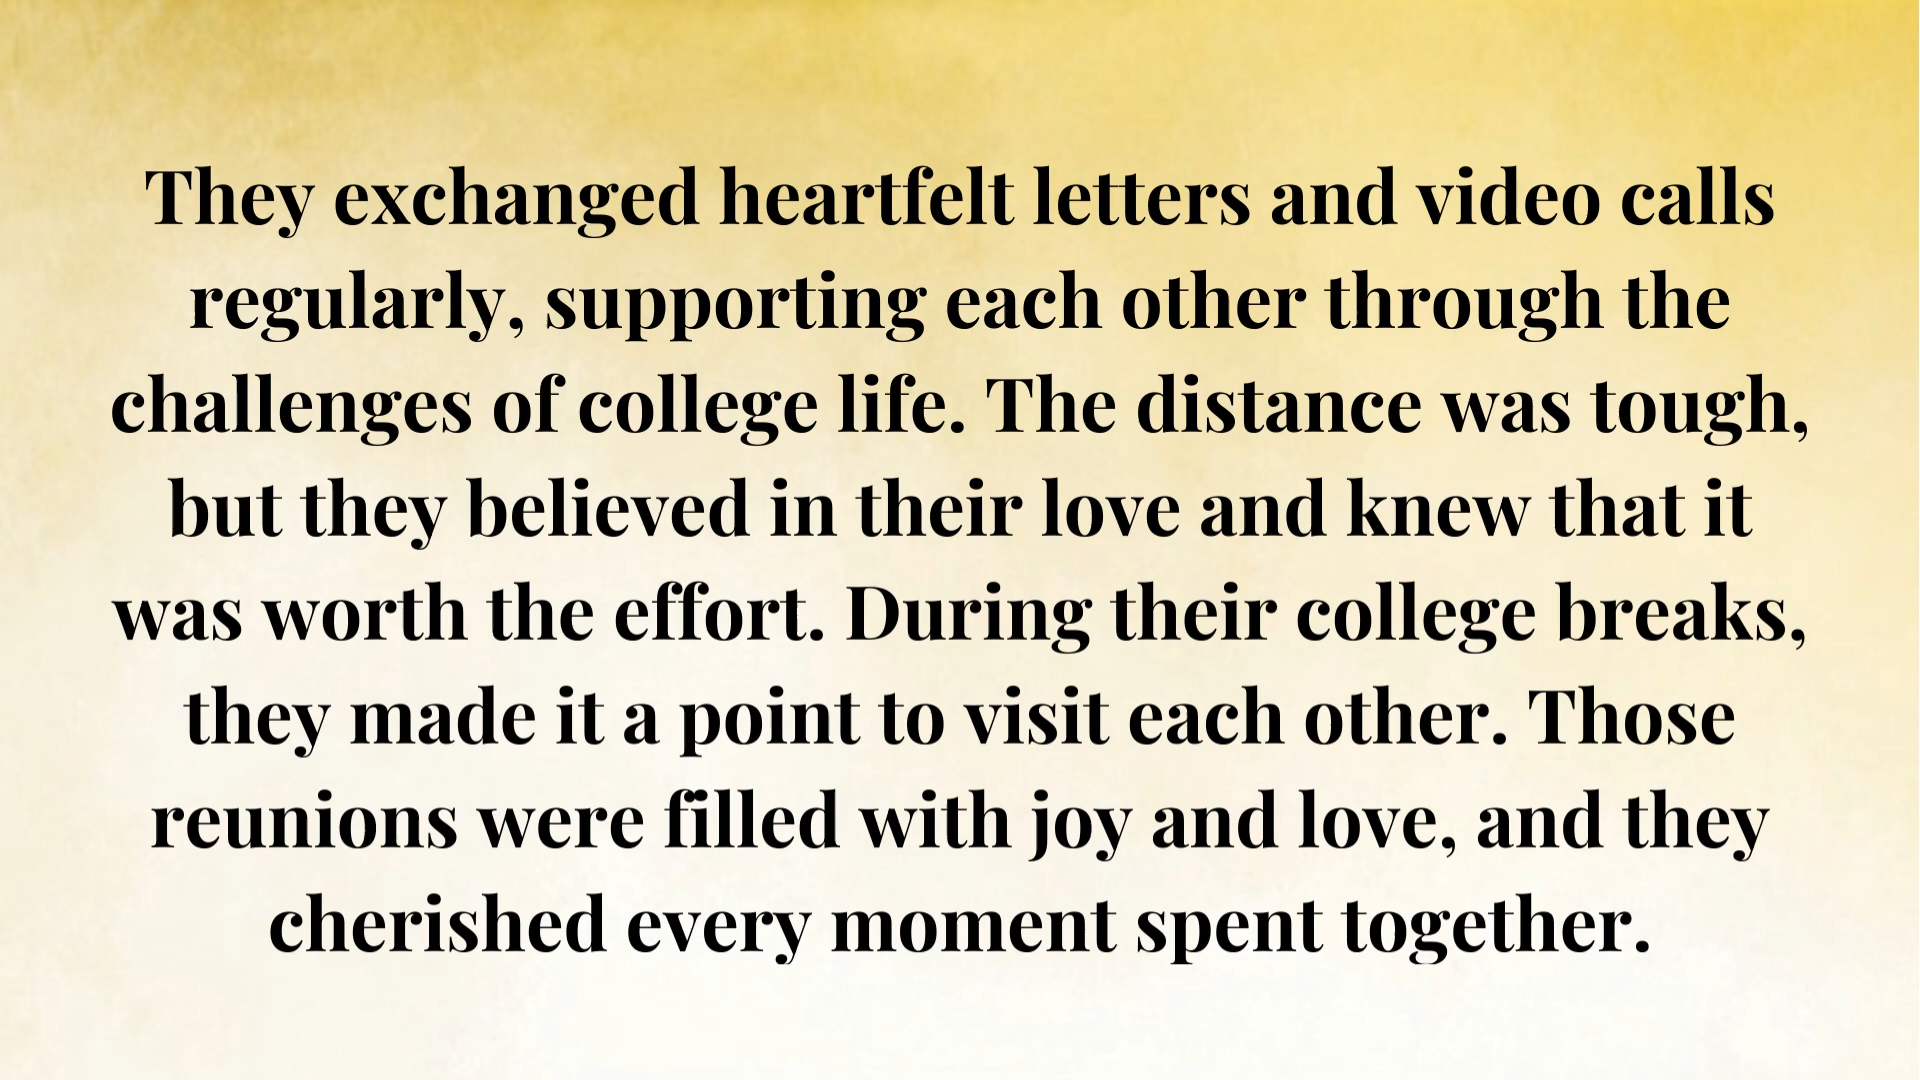 They exchanged heartfelt letters and video calls
regularly, supporting each other through the
challenges of college life. The distance was tough,
but they believed in their love and knew that it
was worth the effort. During their college breaks,
they made it a point to visit each other. Those
reunions were filled with joy and love, and they
cherished every moment spent together.